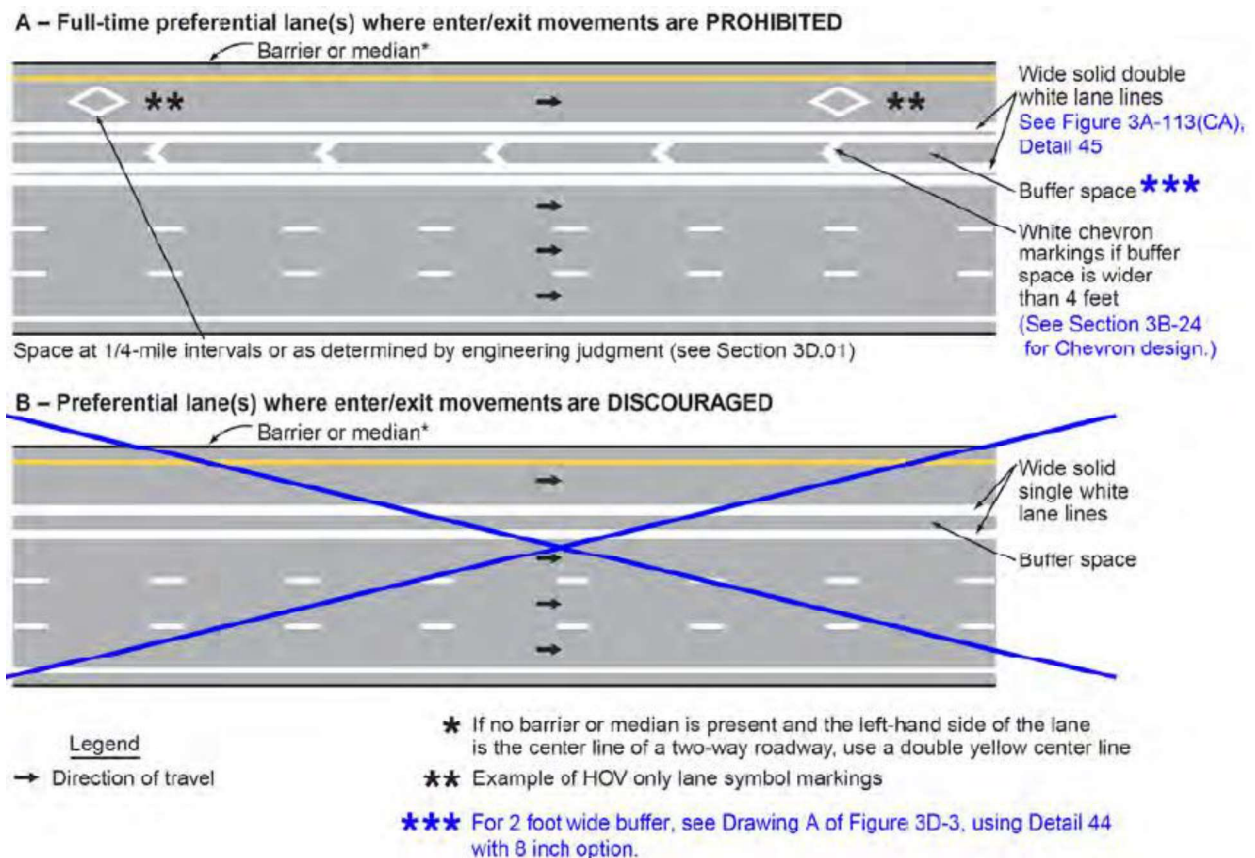 A – Full-time preferential lane(s) where enter/exit movements are PROHIBITED
Barrier or median*
**
**
Wide solid double
white lane lines
See Figure 3A-113(CA),
Detail 45
Buffer space ***
White chevron
markings if buffer
space is wider
than 4 feet
(See Section 3B-24
for Chevron design.)
Space at 1/4-mile intervals or as determined by engineering judgment (see Section 3D.01)
B – Preferential lane(s) where enter/exit movements are DISCOURAGED
Barrier or median*
Wide solid
single white
lane lines
Buffer space
Legend
Direction of travel
* If no barrier or median is present and the left-hand side of the lane
is the center line of a two-way roadway, use a double yellow center line
** Example of HOV only lane symbol markings
*** For 2 foot wide buffer, see Drawing A of Figure 3D-3, using Detail 44
with 8 inch option.